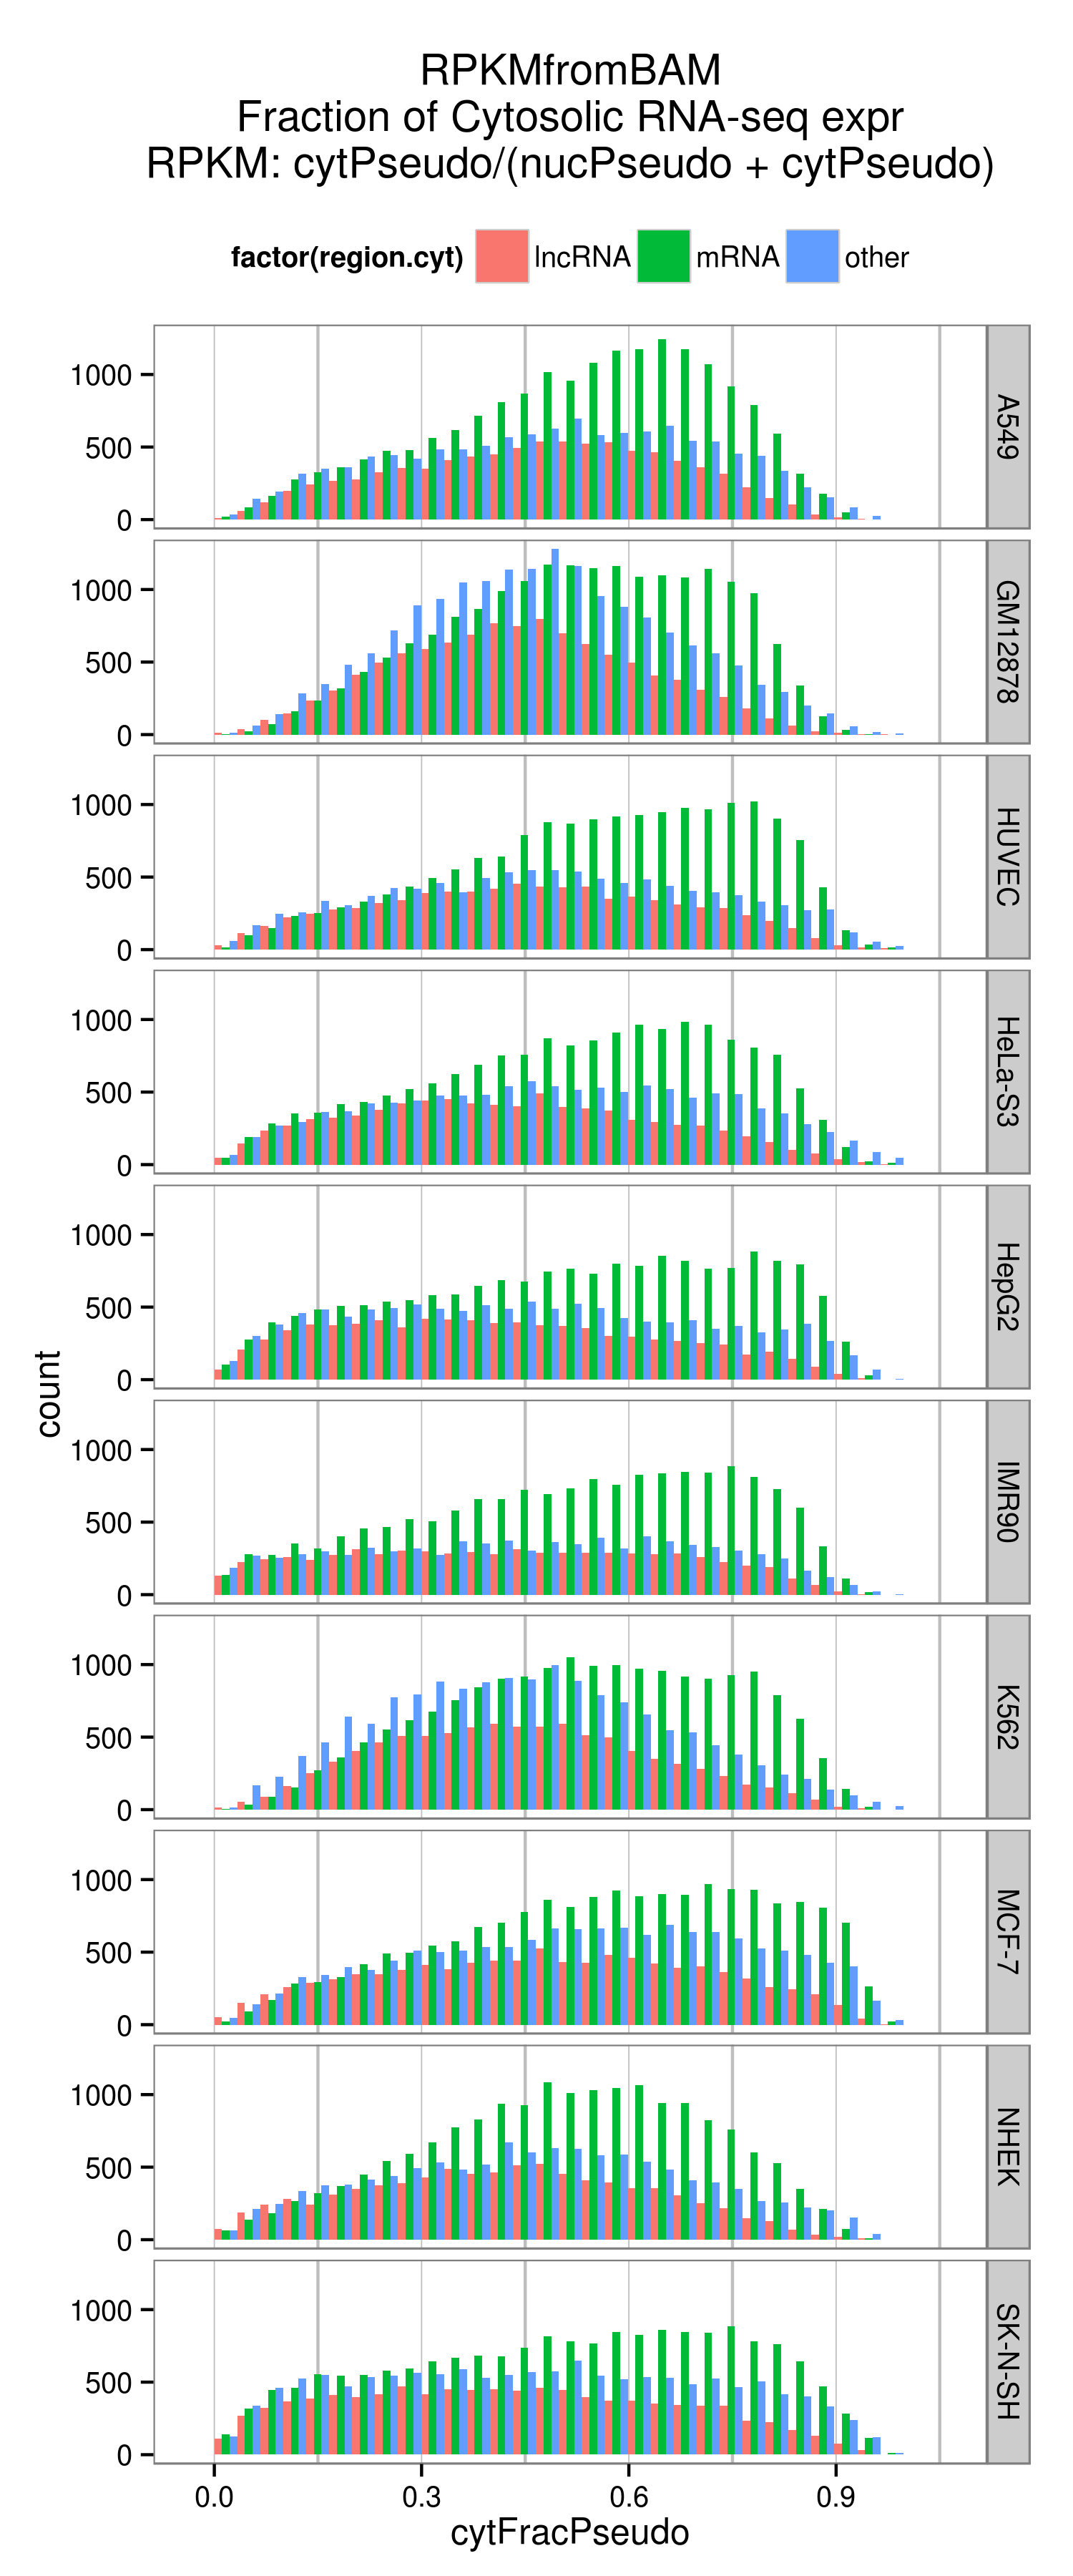 RPKMfromBAM
Fraction of Cytosolic RNA-seq expr
RPKM: cytPseudo/(nucPseudo + cytPseudo)
factor(region.cyt) lncRNA mRNA other
1000
500
0
A549
1000
500
0
GM12878
1000
500
0
HUVEC
1000
500
0
HeLa-S3
1000
500
0
HepG2
count
1000
500
0
IMR90
1000
500
0
K562
1000
500
0
MCF-7
1000
500
0
NHEK
1000
500
0
SK-N-SH
0.0 0.3 0.6 0.9
cytFracPseudo